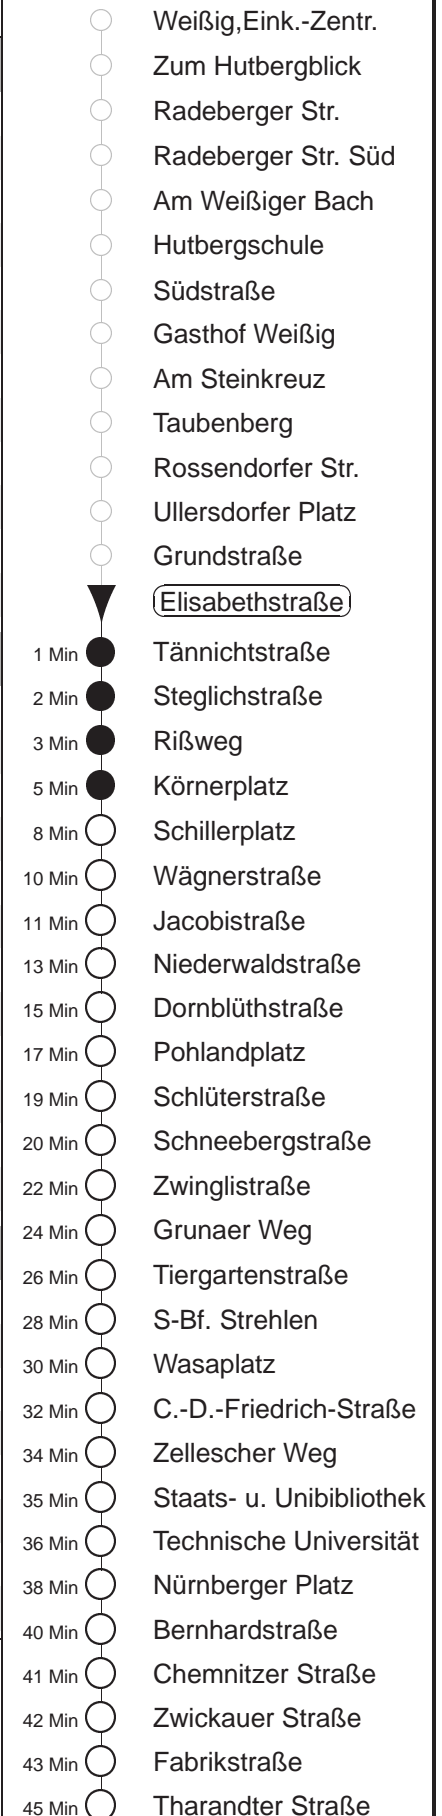 Weißig,Eink.-Zentr.
Zum Hutbergblick
Radeberger Str.
Radeberger Str. Süd
Am Weißiger Bach
Hutbergschule
Südstraße
Gasthof Weißig
Am Steinkreuz
Taubenberg
Rossendorfer Str.
Ullersdorfer Platz
Grundstraße
Elisabethstraße
1 Min Tännichtstraße
2 Min Steglichstraße
3 Min Rißweg
5 Min Körnerplatz
8 Min Schillerplatz
10 Min Wägnerstraße
11 Min Jacobistraße
13 Min Niederwaldstraße
15 Min Dornblüthstraße
17 Min Pohlandplatz
19 Min Schlüterstraße
20 Min Schneebergstraße
22 Min Zwinglistraße
24 Min Grunaer Weg
26 Min Tiergartenstraße
28 Min S-Bf. Strehlen
30 Min Wasaplatz
32 Min C.-D.-Friedrich-Straße
34 Min Zellescher Weg
35 Min Staats- u. Unibibliothek
36 Min Technische Universität
38 Min Nürnberger Platz
40 Min Bernhardstraße
41 Min Chemnitzer Straße
42 Min Zwickauer Straße
43 Min Fabrikstraße
45 Min Tharandter Straße